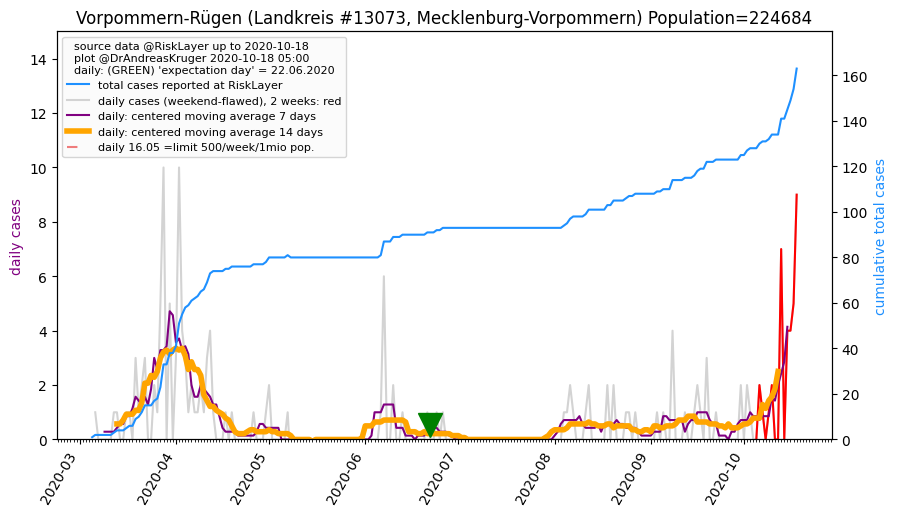 Vorpommern-Rügen (Landkreis #13073, Mecklenburg-Vorpommern) Population=224684
source data @RiskLayer up to 2020-10-18
plot @DrAndreasKruger 2020-10-18 05:00
daily: (GREEN) 'expectation day' = 22.06.2020
total cases reported at RiskLayer
daily cases (weekend-flawed), 2 weeks: red
daily: centered moving average 7 days
daily: centered moving average 14 days
daily 16.05 =limit 500/week/1mio pop.
daily cases
14
12
10
8
6
4
2
0
cumulative total cases
160
140
120
100
80
60
40
20
0
2020-03
2020-04
2020-05
2020-06
2020-07
2020-08
2020-09
2020-10